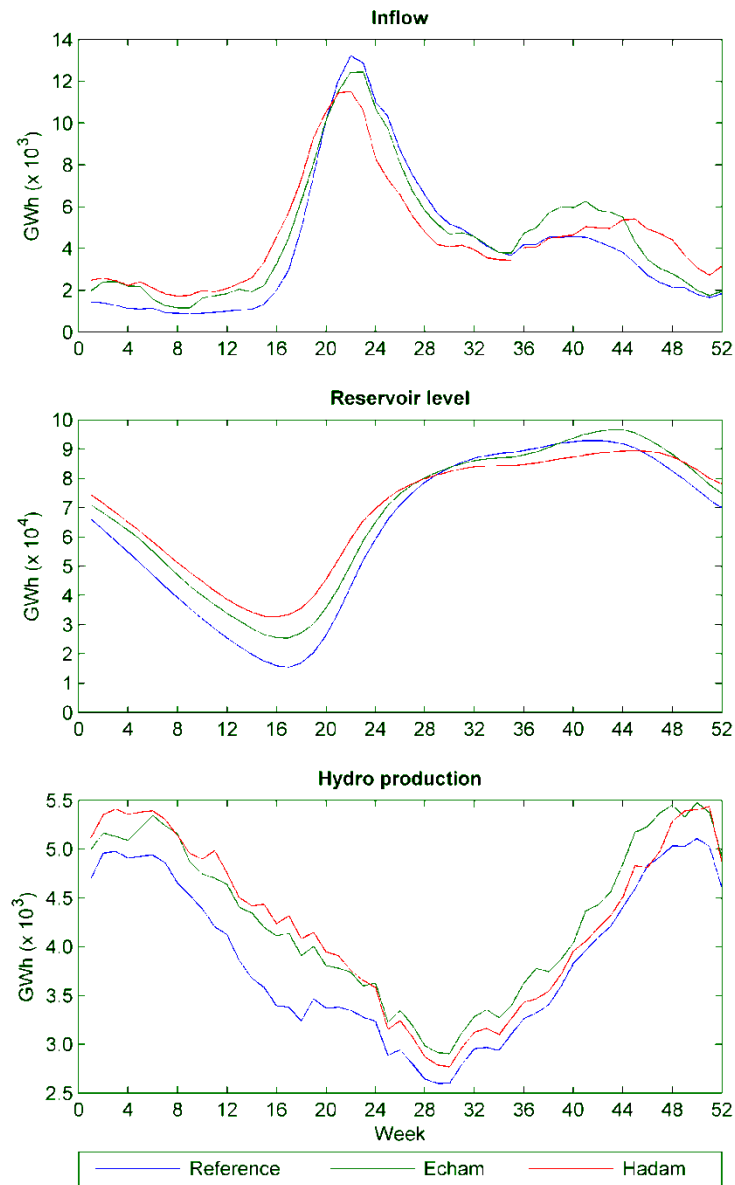 Inflow
GWh (x 10³)
14
12
10
8
6
4
2
0
0 4 8 12 16 20 24 28 32 36 40 44 48 52
Reservoir level
GWh (x 10⁴)
10
9
8
7
6
5
4
3
2
1
0
0 4 8 12 16 20 24 28 32 36 40 44 48 52
Hydro production
GWh (x 10³)
5.5
5.0
4.5
4.0
3.5
3.0
2.5
0 4 8 12 16 20 24 28 32 36 40 44 48 52
Week
Reference Echam Hadam